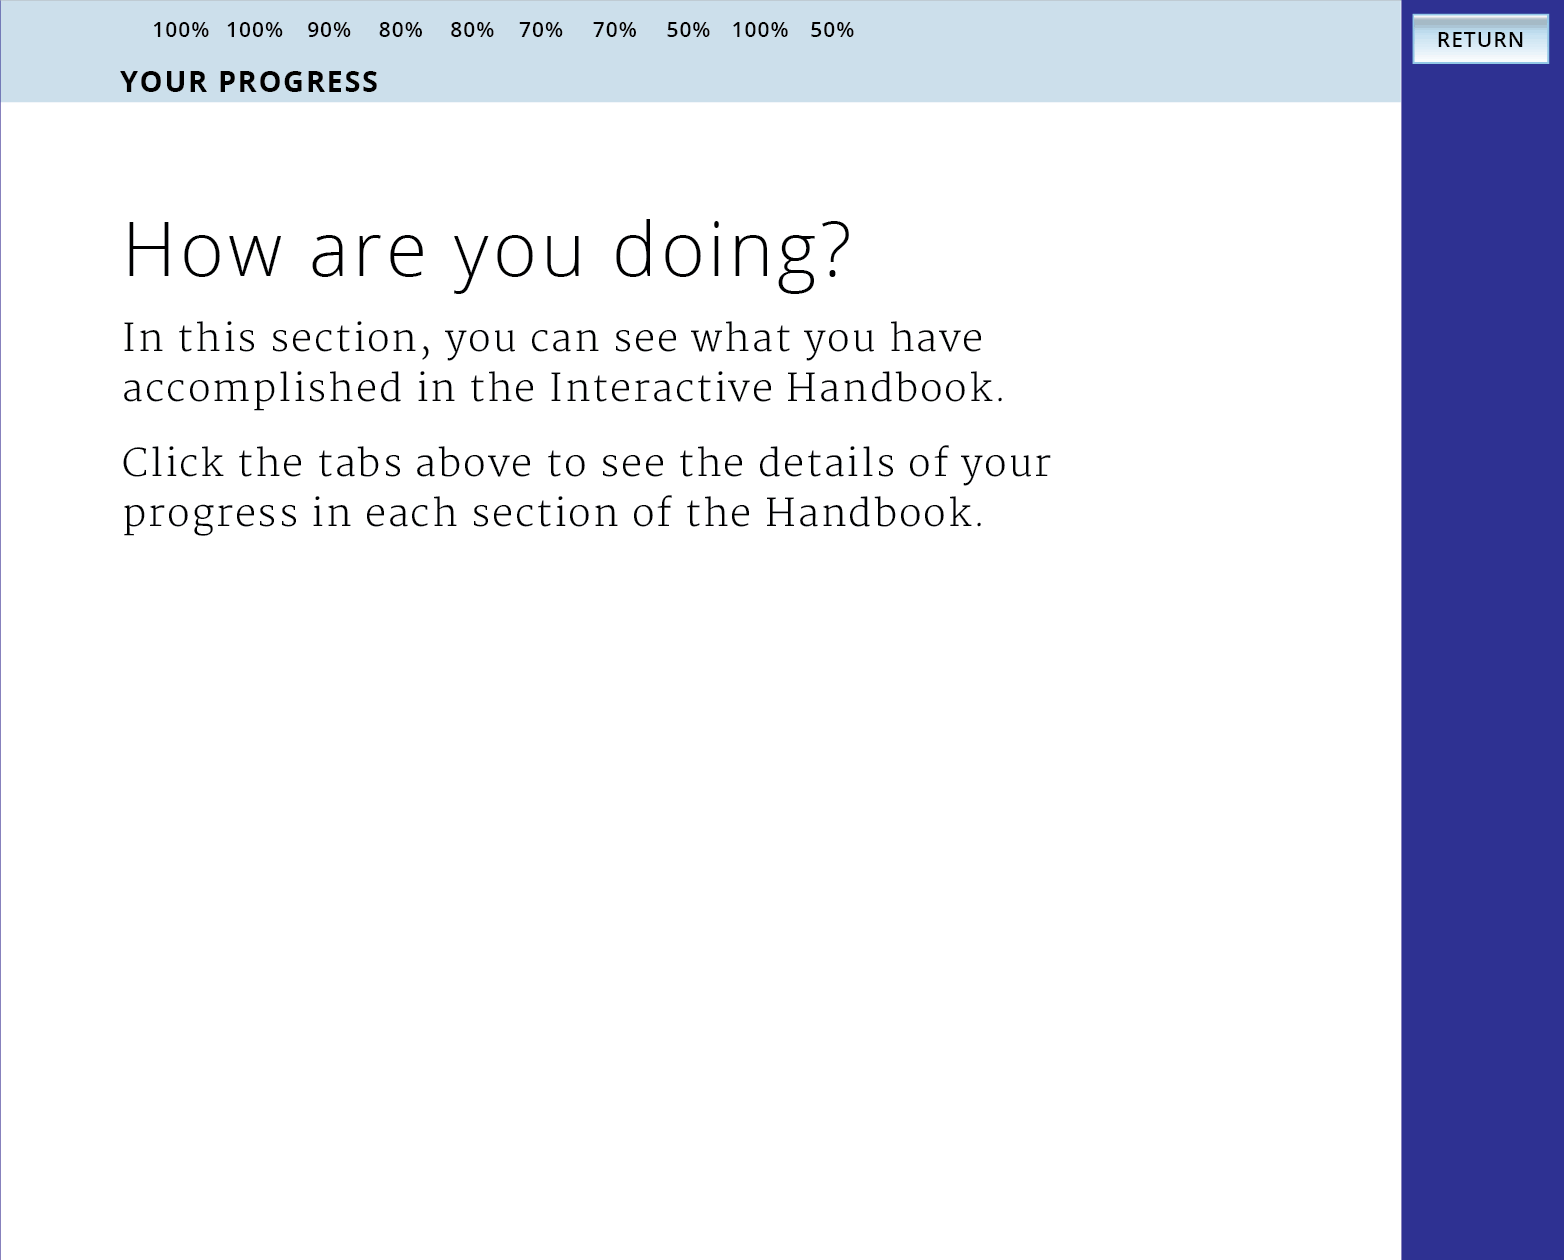 100% 100% 90% 80% 80% 70% 70% 50% 100% 50%
RETURN
YOUR PROGRESS
How are you doing?
In this section, you can see what you have
accomplished in the Interactive Handbook.
Click the tabs above to see the details of your
progress in each section of the Handbook.